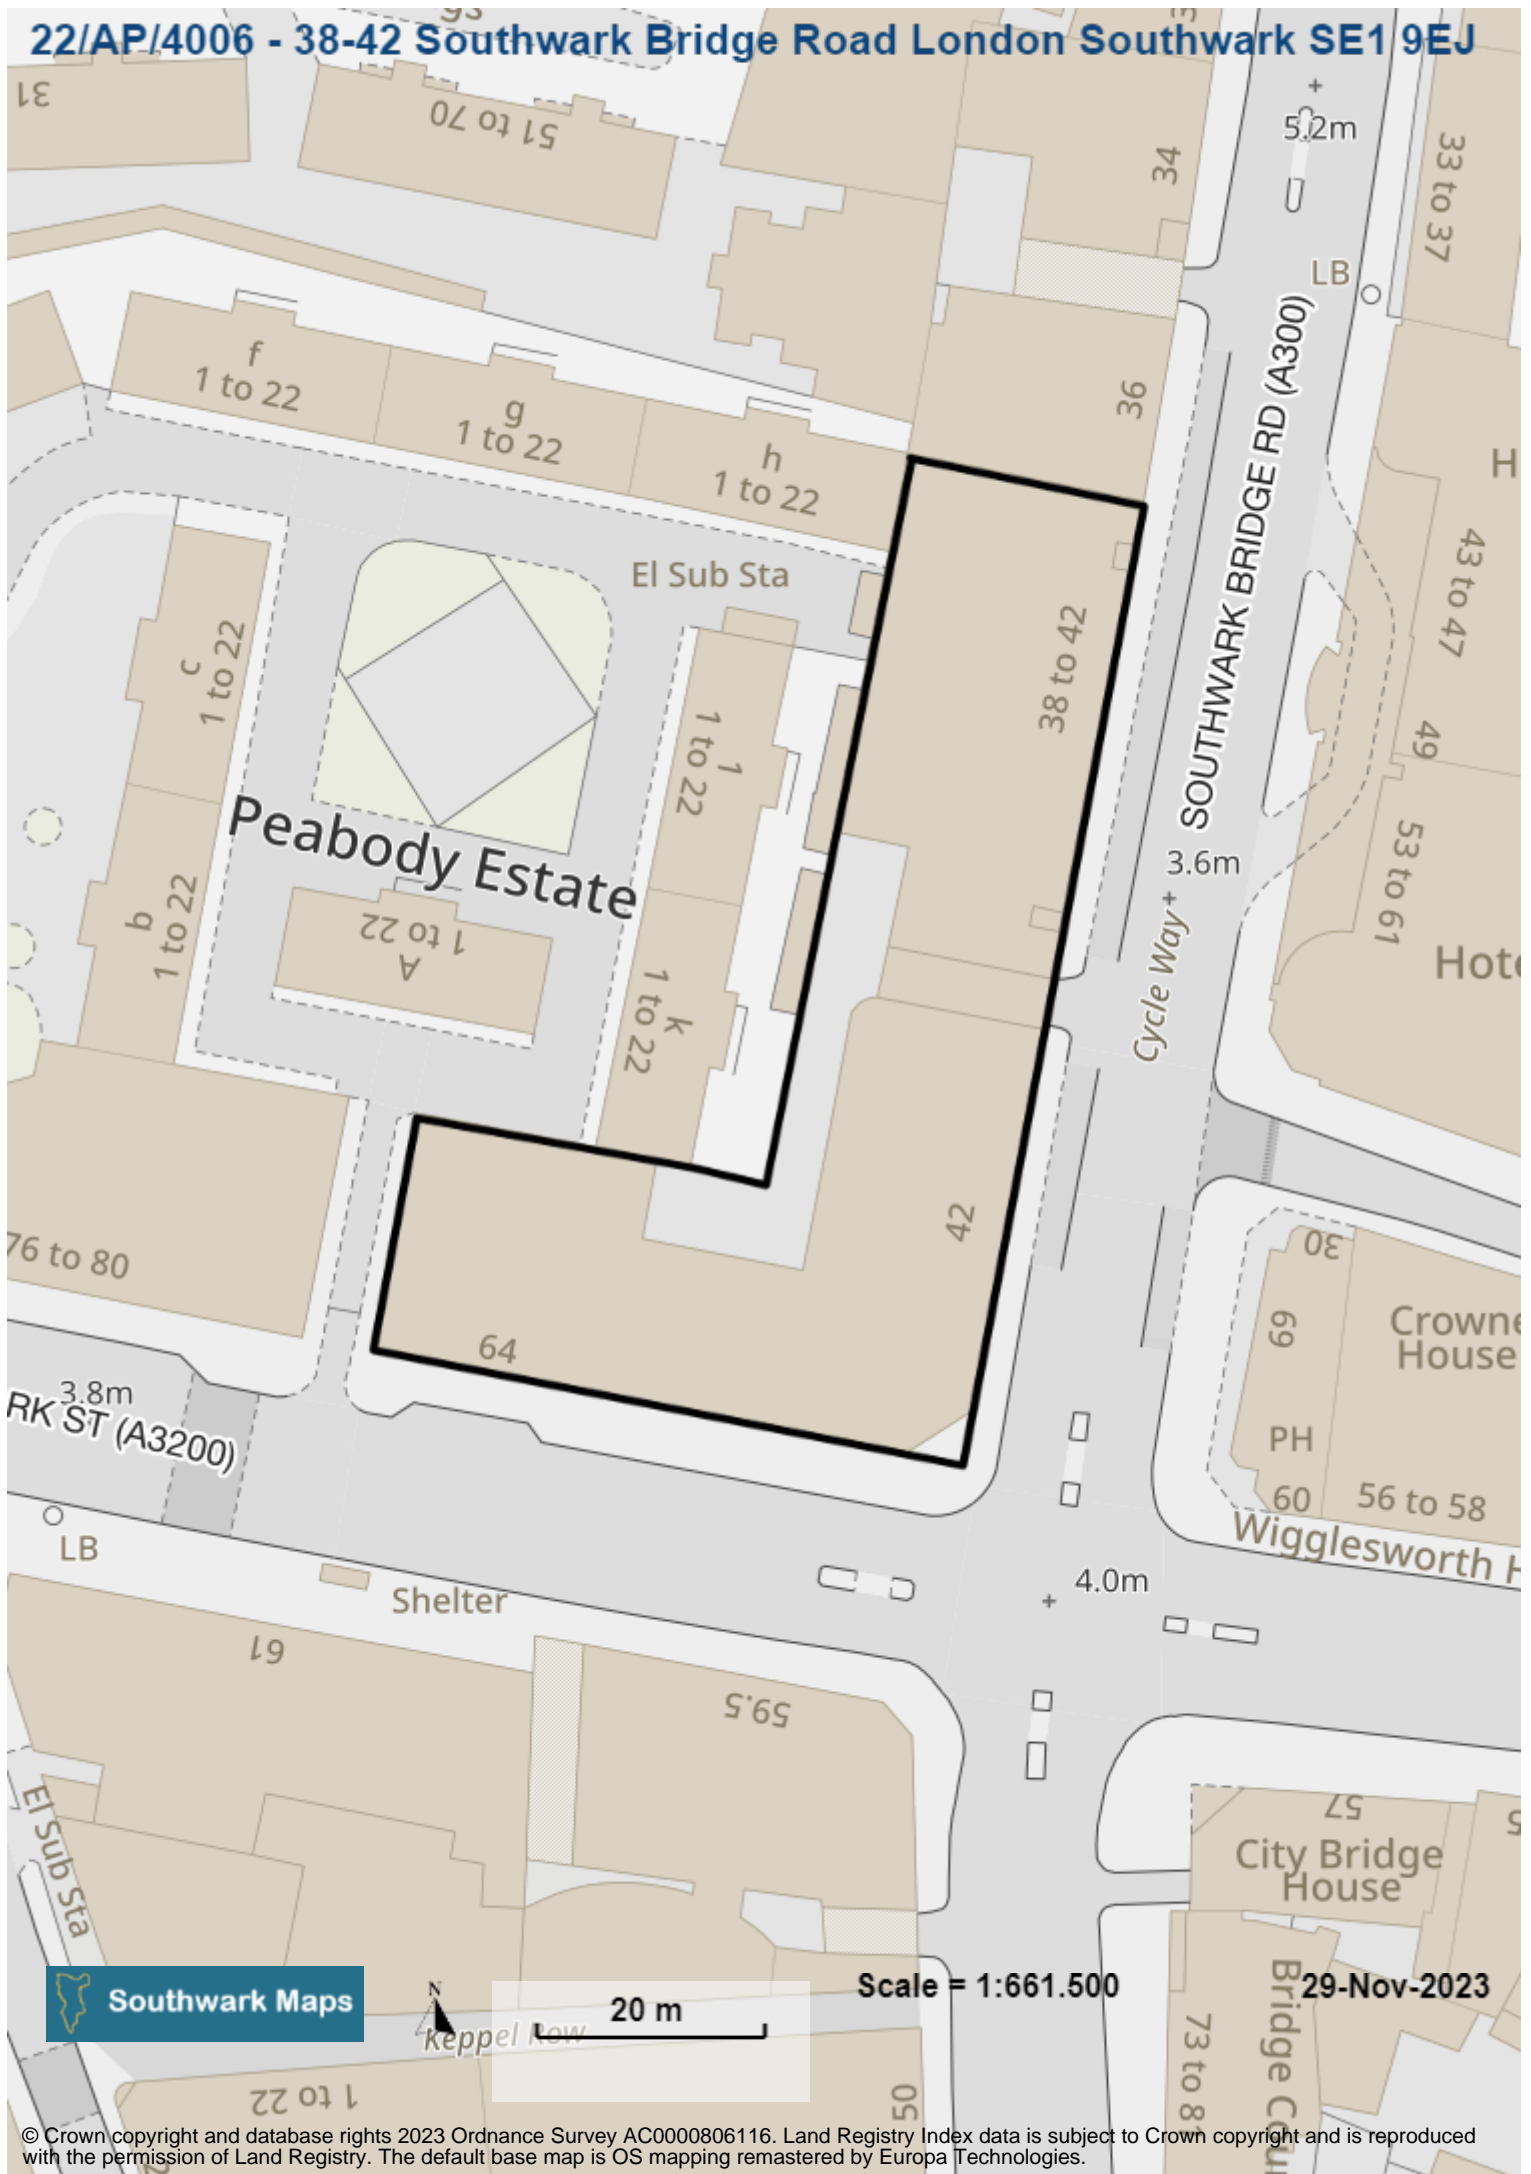 22/AP/4006 - 38-42 Southwark Bridge Road London Southwark SE1 9EJ
31
51 to 70
34
5.2m
33 to 37
LB
36
f
1 to 22
g
1 to 22
h
1 to 22
SOUTHWARK BRIDGE RD (A300)
El Sub Sta
38 to 42
43 to 47
49
53 to 61
c
1 to 22
1
1 to 22
3.6m
Peabody Estate
b
1 to 22
A
1 to 22
k
1 to 22
Cycle Way
42
30
76 to 80
64
69
Crowne
House
3.8m
RK ST (A3200)
PH
60
56 to 58
Wigglesworth H
LB
Shelter
4.0m
61
59.5
57
City Bridge
House
El Sub Sta
Southwark Maps
N
20 m
Scale = 1:661.500
29-Nov-2023
Keppel Row
Bridge Cou
73 to 81
1 to 22
50
© Crown copyright and database rights 2023 Ordnance Survey AC0000806116. Land Registry Index data is subject to Crown copyright and is reproduced
with the permission of Land Registry. The default base map is OS mapping remastered by Europa Technologies.